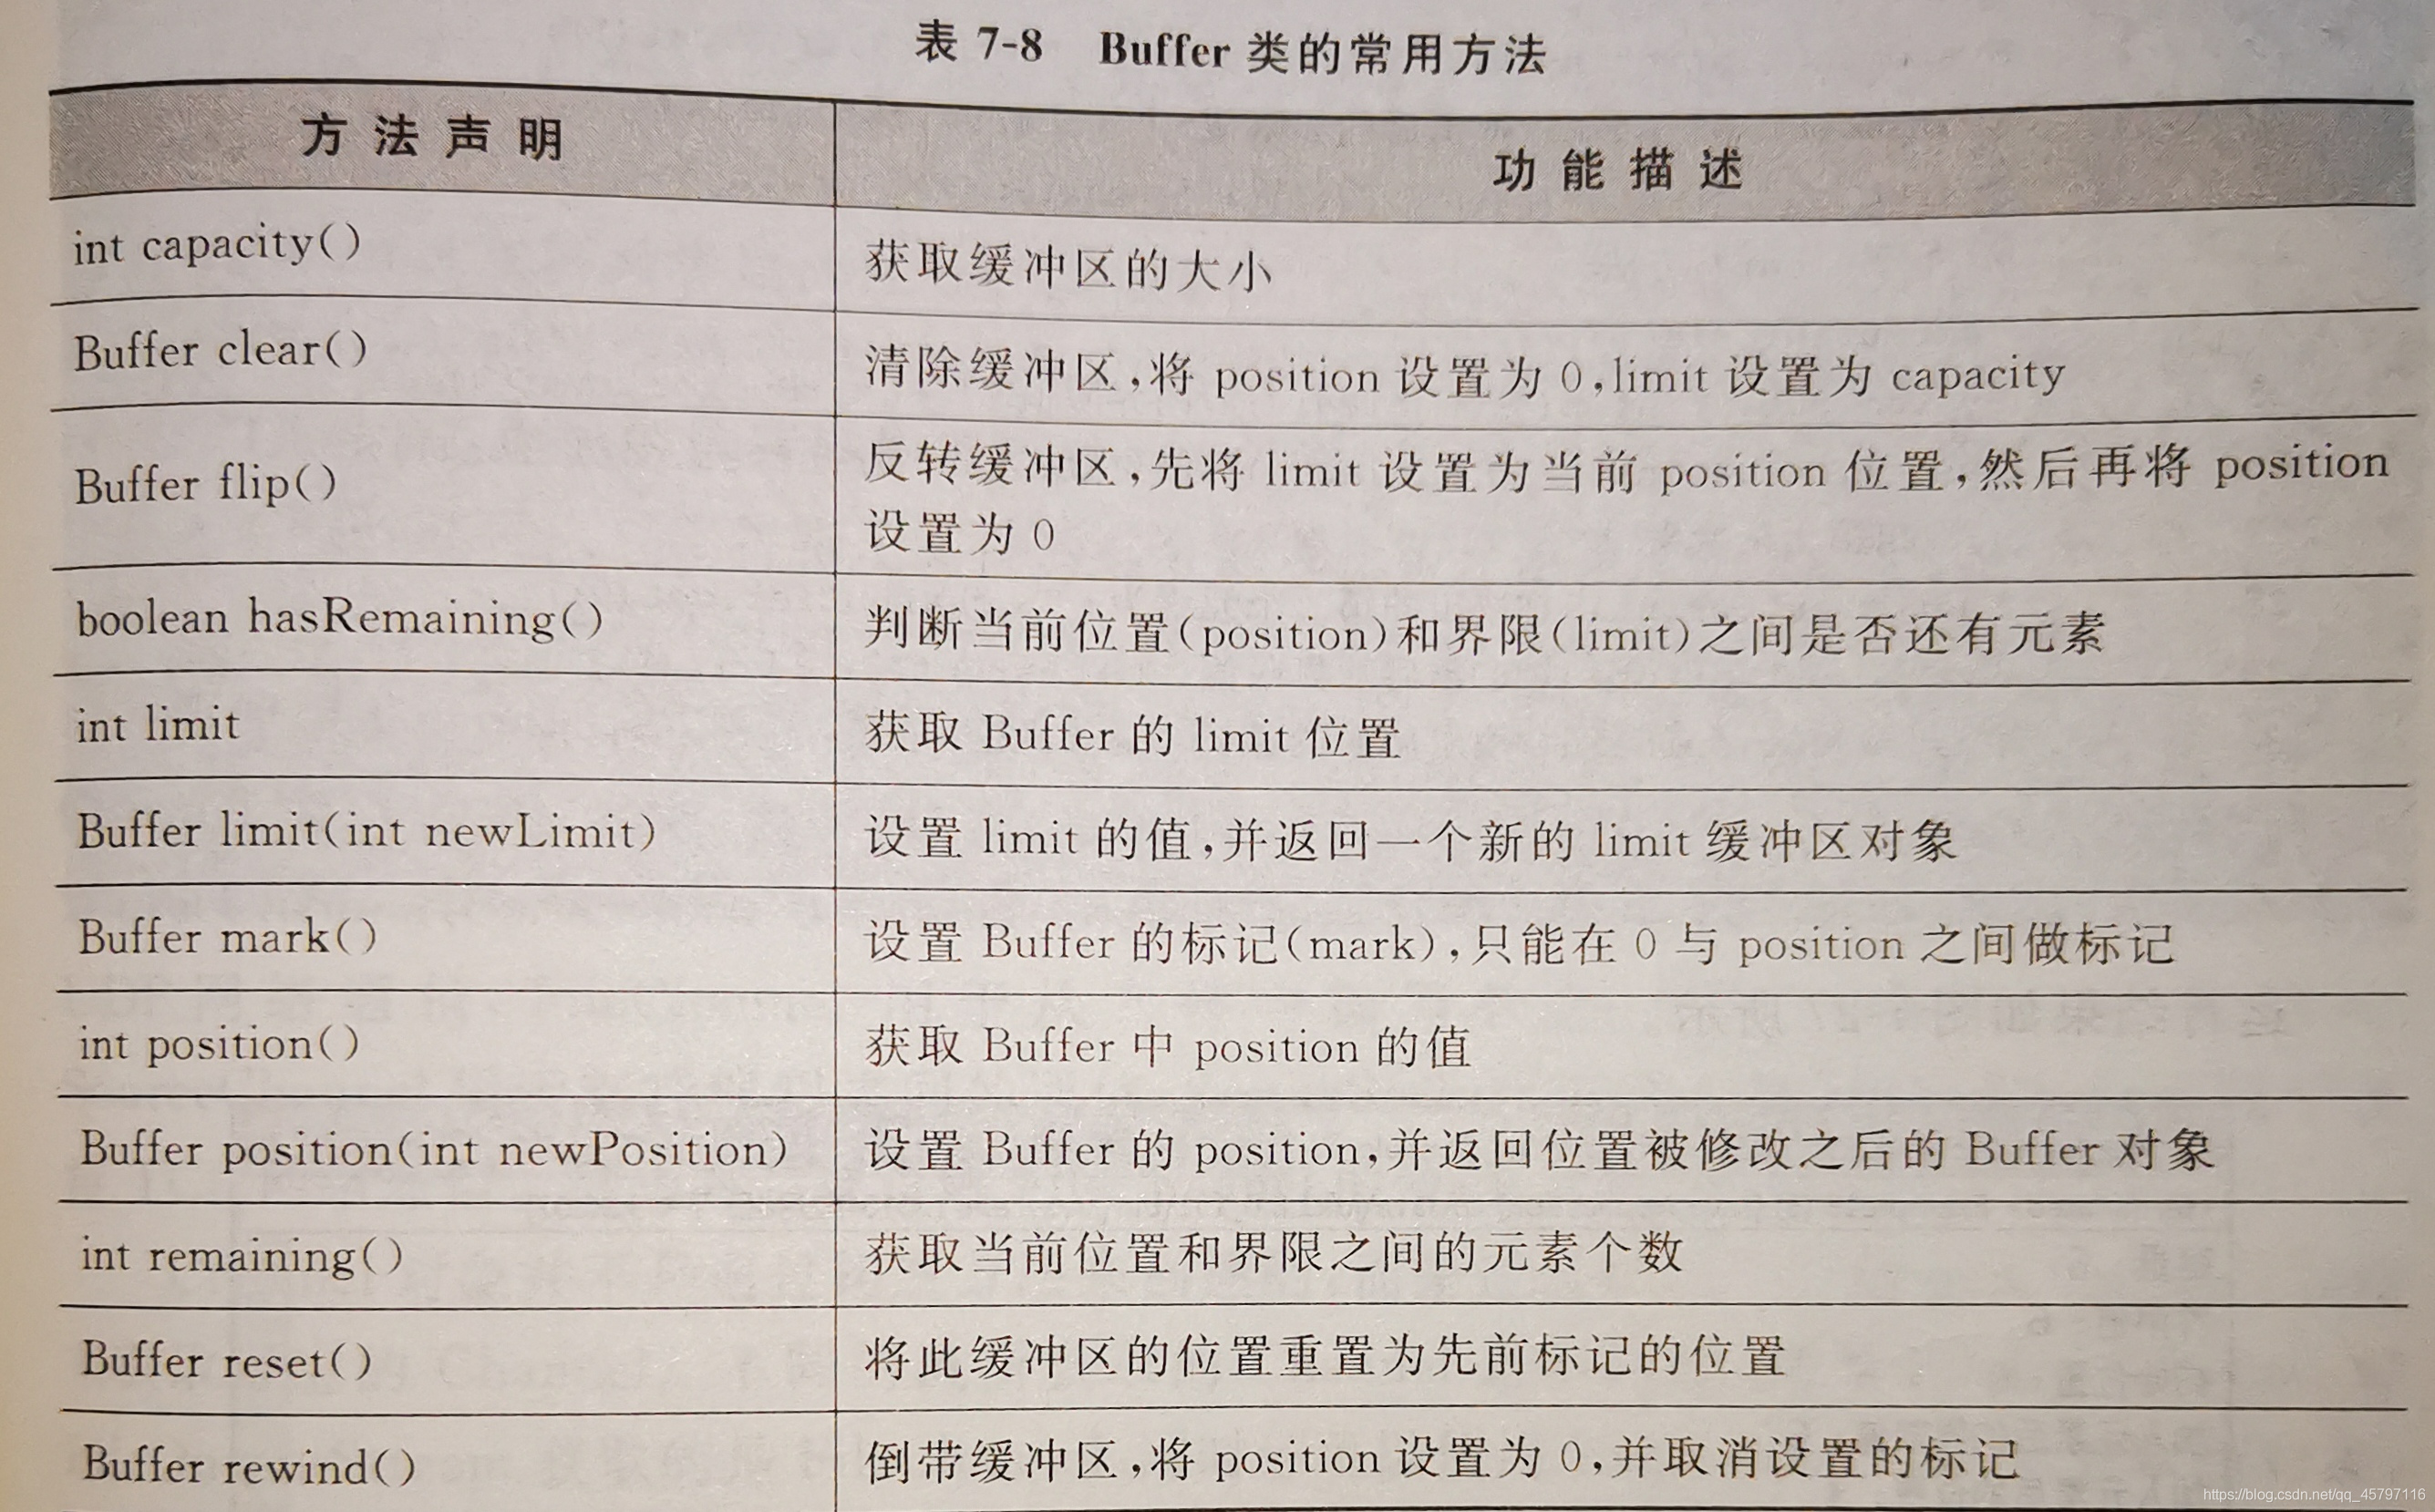 表 7-8 Buffer 类的常用方法
方法声明
功能描述
int capacity()
获取缓冲区的大小
Buffer clear()
清除缓冲区,将 position 设置为 0,limit 设置为 capacity
Buffer flip()
反转缓冲区,先将 limit 设置为当前 position 位置,然后再将 position
设置为 0
boolean hasRemaining()
判断当前位置(position)和界限(limit)之间是否还有元素
int limit
获取 Buffer 的 limit 位置
Buffer limit(int newLimit)
设置 limit 的值,并返回一个新的 limit 缓冲区对象
Buffer mark()
设置 Buffer 的标记(mark),只能在 0 与 position 之间做标记
int position()
获取 Buffer 中 position 的值
Buffer position(int newPosition)
设置 Buffer 的 position,并返回位置被修改之后的 Buffer 对象
int remaining()
获取当前位置和界限之间的元素个数
Buffer reset()
将此缓冲区的位置重置为先前标记的位置
Buffer rewind()
倒带缓冲区,将 position 设置为 0,并取消设置的标记
https://blog.csdn.net/qq_45797116